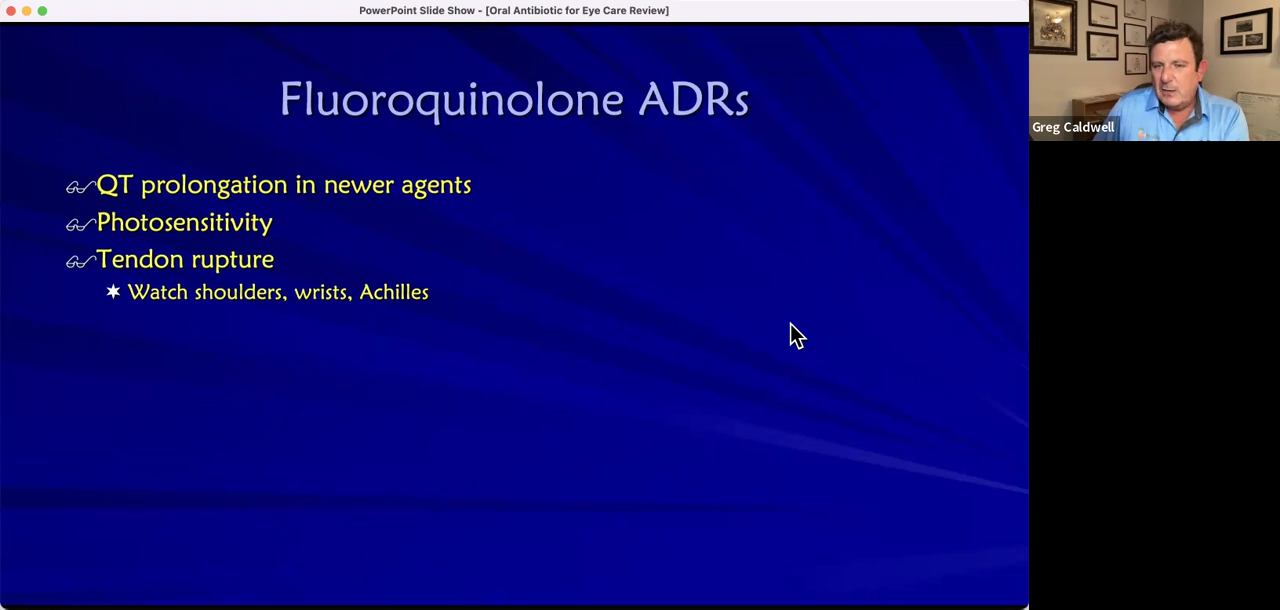 PowerPoint Slide Show - [Oral Antibiotic for Eye Care Review]
Fluoroquinolone ADRs
QT prolongation in newer agents
Photosensitivity
Tendon rupture
Watch shoulders, wrists, Achilles
Greg Caldwell